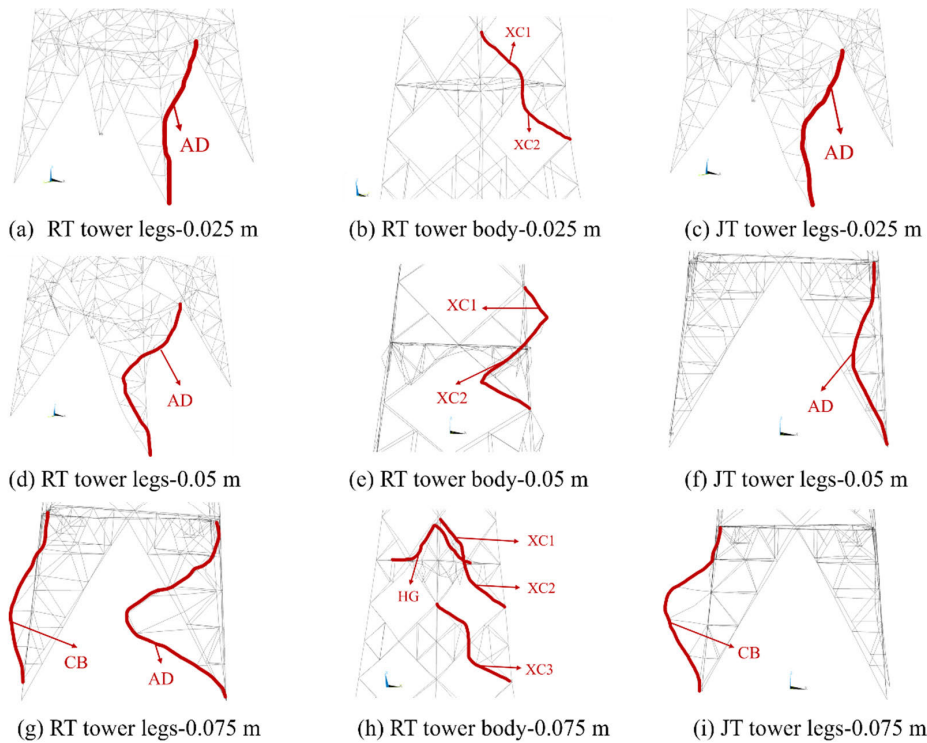 AD
XC1
XC2
AD
(a) RT tower legs-0.025 m
(b) RT tower body-0.025 m
(c) JT tower legs-0.025 m
AD
XC1
XC2
AD
(d) RT tower legs-0.05 m
(e) RT tower body-0.05 m
(f) JT tower legs-0.05 m
CB
AD
XC1
HG
XC2
XC3
CB
(g) RT tower legs-0.075 m
(h) RT tower body-0.075 m
(i) JT tower legs-0.075 m